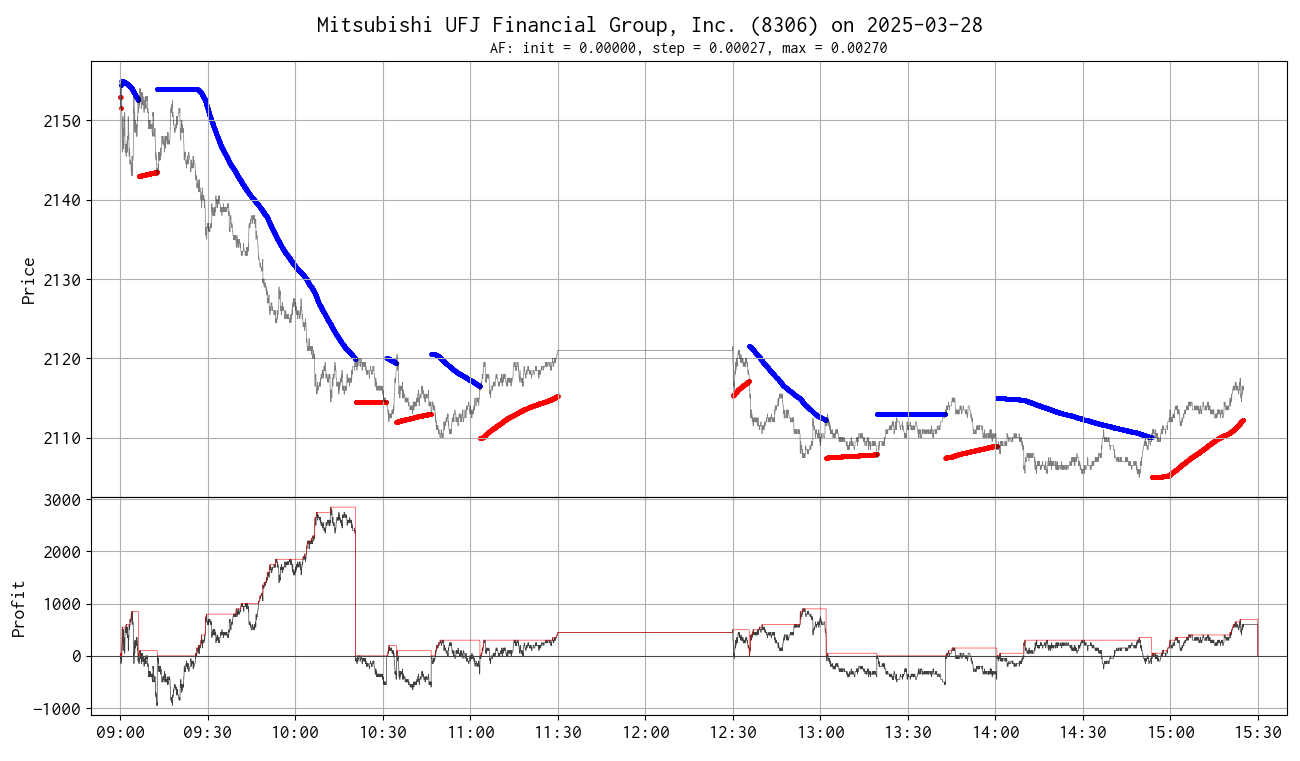 Mitsubishi UFJ Financial Group, Inc. (8306) on 2025-03-28
AF: init = 0.00000, step = 0.00027, max = 0.00270
Price
2150
2140
2130
2120
2110
Profit
3000
2000
1000
0
−1000
09:00 09:30 10:00 10:30 11:00 11:30 12:00 12:30 13:00 13:30 14:00 14:30 15:00 15:30